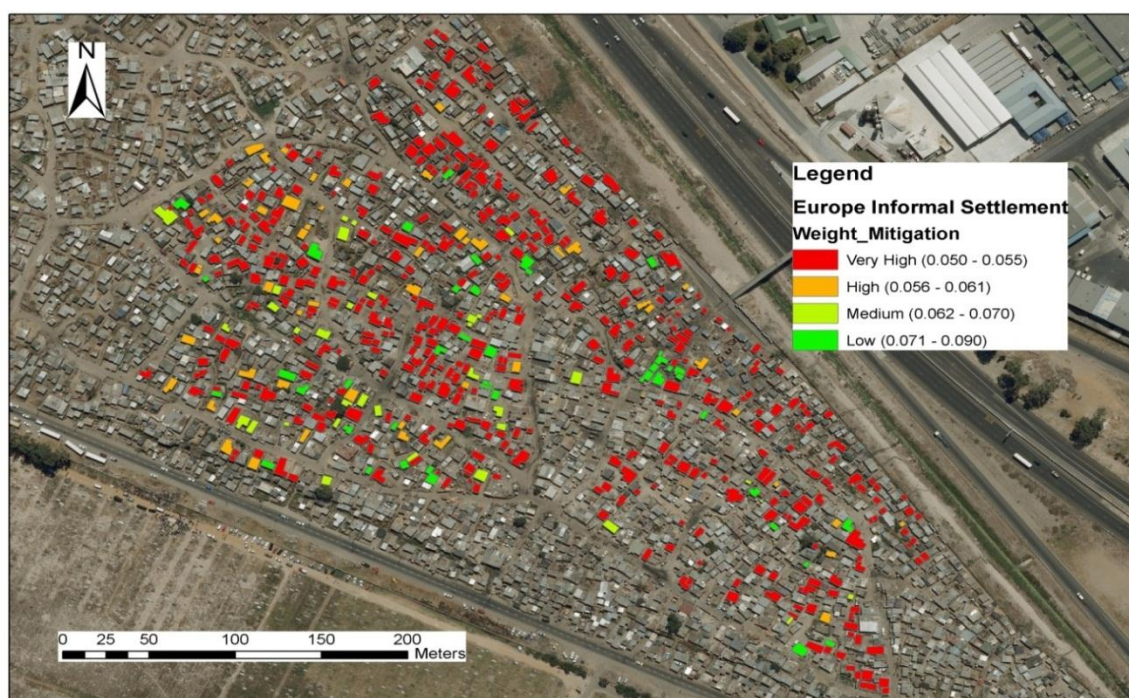 N
Legend
Europe Informal Settlement
Weight_Mitigation
Very High (0.050 - 0.055)
High (0.056 - 0.061)
Medium (0.062 - 0.070)
Low (0.071 - 0.090)
0 25 50 100 150 200
Meters